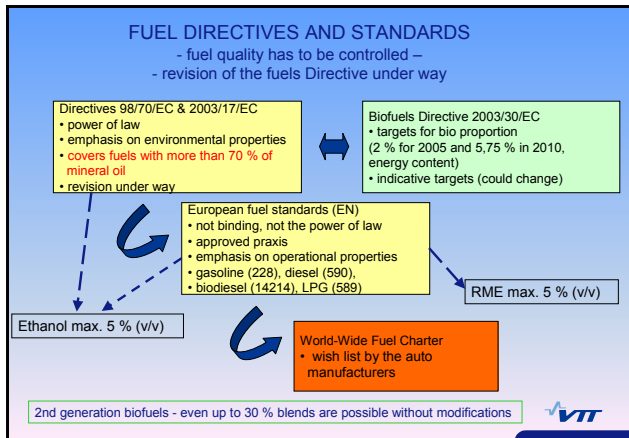 FUEL DIRECTIVES AND STANDARDS
- fuel quality has to be controlled –
- revision of the fuels Directive under way
Directives 98/70/EC & 2003/17/EC
• power of law
• emphasis on environmental properties
• covers fuels with more than 70 % of
mineral oil
• revision under way
Biofuels Directive 2003/30/EC
• targets for bio proportion
(2 % for 2005 and 5,75 % in 2010,
energy content)
• indicative targets (could change)
European fuel standards (EN)
• not binding, not the power of law
• approved praxis
• emphasis on operational properties
• gasoline (228), diesel (590),
• biodiesel (14214), LPG (589)
RME max. 5 % (v/v)
Ethanol max. 5 % (v/v)
World-Wide Fuel Charter
• wish list by the auto
manufacturers
2nd generation biofuels - even up to 30 % blends are possible without modifications
VTT